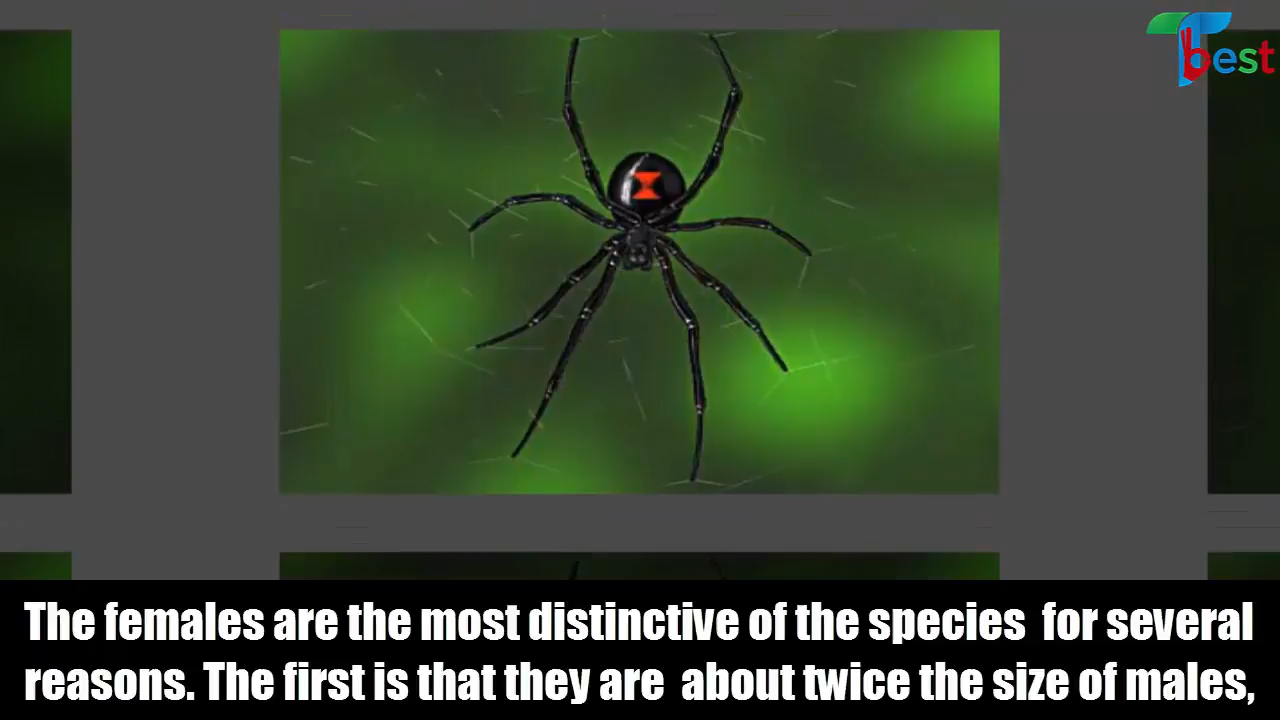 best
The females are the most distinctive of the species for several
reasons. The first is that they are about twice the size of males,